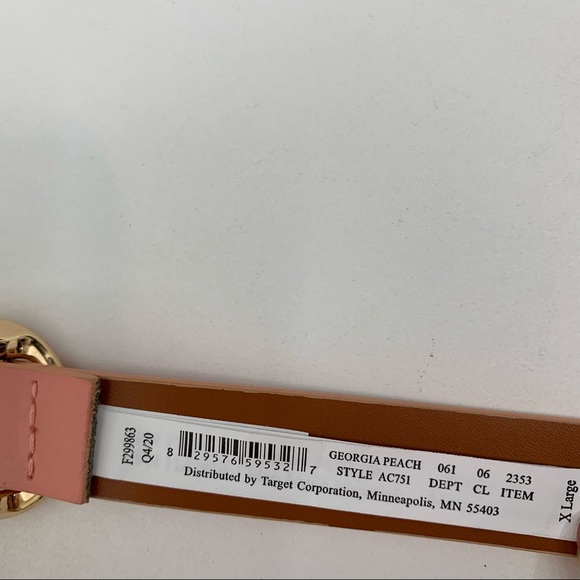 F299863
Q4/20
8 29576 59532 7
GEORGIA PEACH 061 06 2353
STYLE AC751 DEPT CL ITEM
Distributed by Target Corporation, Minneapolis, MN 55403
X Large